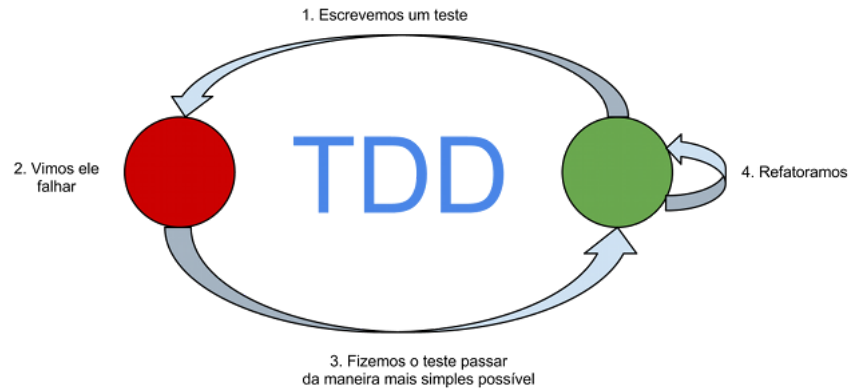 1. Escrevemos um teste
2. Vimos ele
falhar
TDD
4. Refatoramos
3. Fizemos o teste passar
da maneira mais simples possível